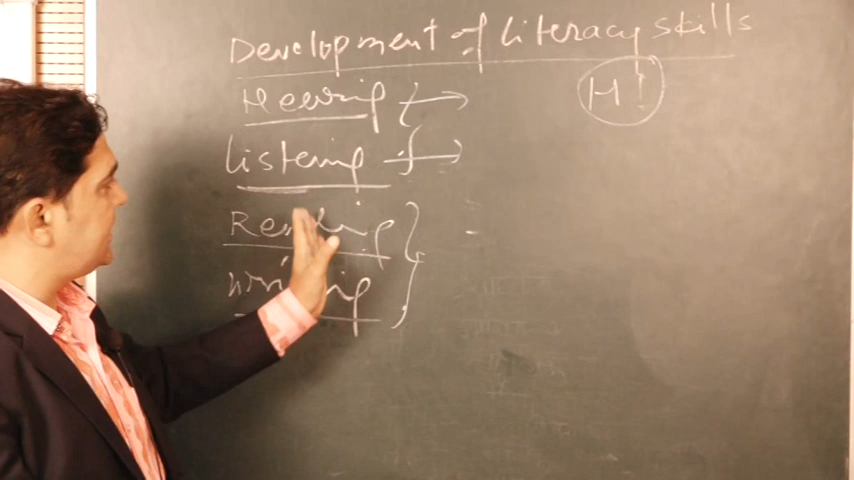 Development of Literacy skills
Hearing
H!
listening
Reading
Writing